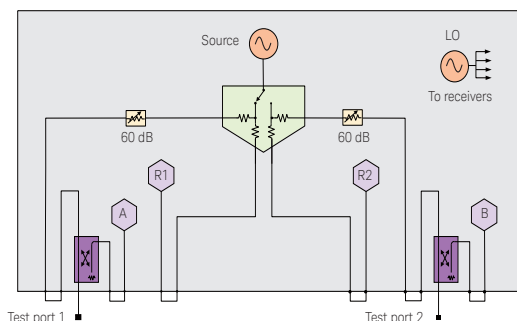 Source
LO
To receivers
60 dB
60 dB
R1
R2
A
B
Test port 1
Test port 2